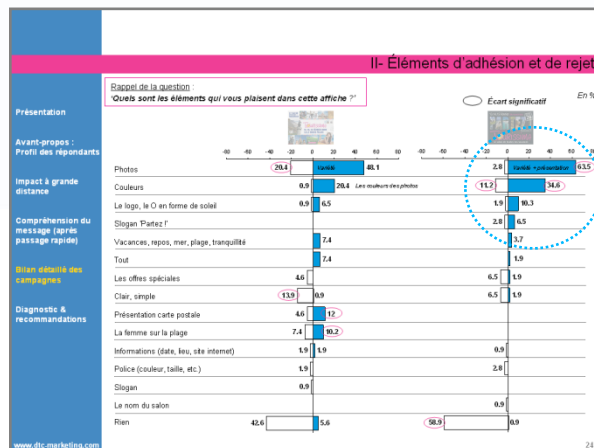 II- Éléments d'adhésion et de rejet
Rappel de la question :
"Quels sont les éléments qui vous plaisent dans cette affiche ?"
Écart significatif
En %
Présentation
Avant-propos :
Profil des répondants
Impact à grande
distance
Compréhension du
message (après
passage rapide)
Bilan détaillé des
campagnes
Diagnostic &
recommandations
-80 -60 -40 -20 0 20 40 60 80 -80 -60 -40 -20 0 20 40 60 80
Photos 20.4 Variété 48.1 2.8 Variété + présentation 63.5
Couleurs 0.9 20.4 Les couleurs des photos 11.2 34.6
Le logo, le O en forme de soleil 0.9 6.5 1.9 10.3
Slogan 'Partez !' 2.8 6.5
Vacances, repos, mer, plage, tranquilité 7.4 3.7
Tout 7.4 1.9
Les offres spéciales 4.6 6.5 1.9
Clair, simple 13.9 0.9 6.5 1.9
Présentation carte postale 4.6 12
La femme sur la plage 7.4 10.2
Informations (date, lieu, site internet) 1.9 1.9 0.9
Police (couleur, taille, etc.) 1.9 2.8
Slogan 0.9
Le nom du salon 0.9
Rien 42.6 5.6 58.9 0.9
www.dtc-marketing.com
24